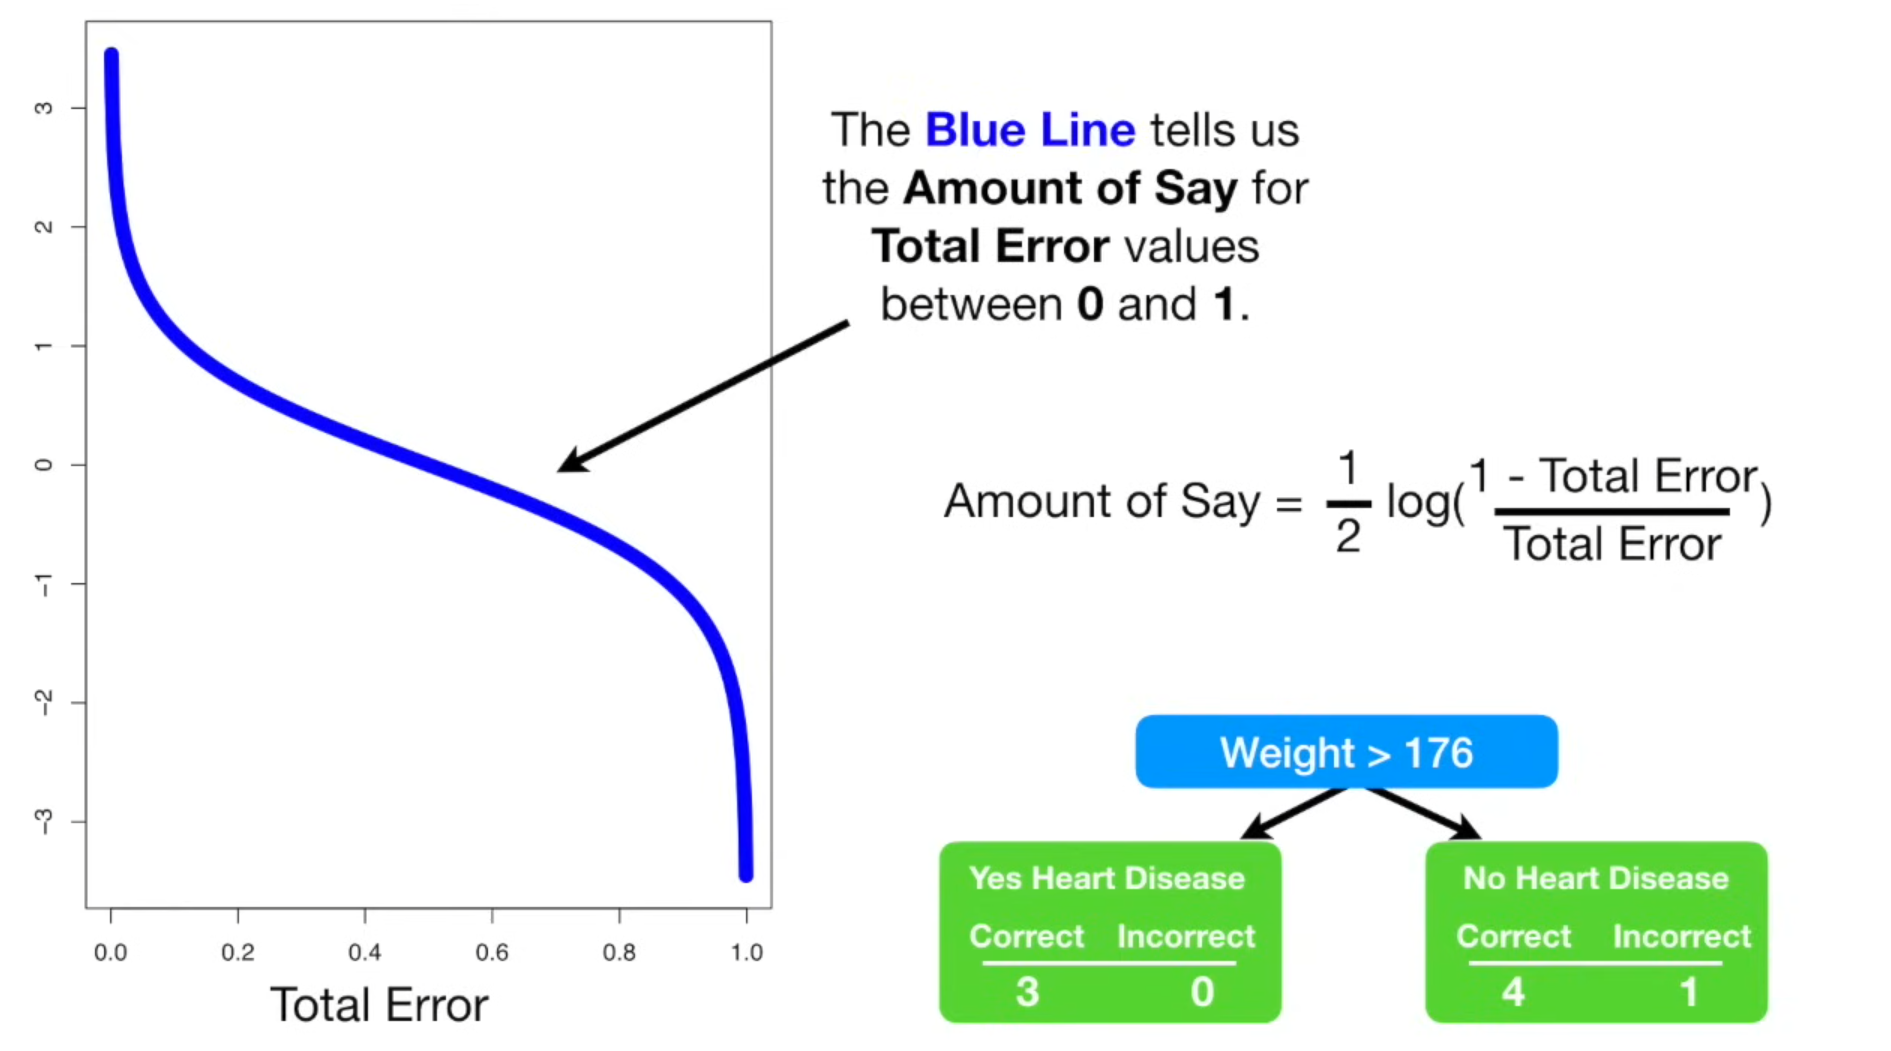 3
2
1
0
−1
−2
−3
0.0 0.2 0.4 0.6 0.8 1.0
Total Error
The Blue Line tells us
the Amount of Say for
Total Error values
between 0 and 1.
Amount of Say = 1/2 log(1 - Total Error / Total Error)
Weight > 176
Yes Heart Disease
Correct Incorrect
3 0
No Heart Disease
Correct Incorrect
4 1